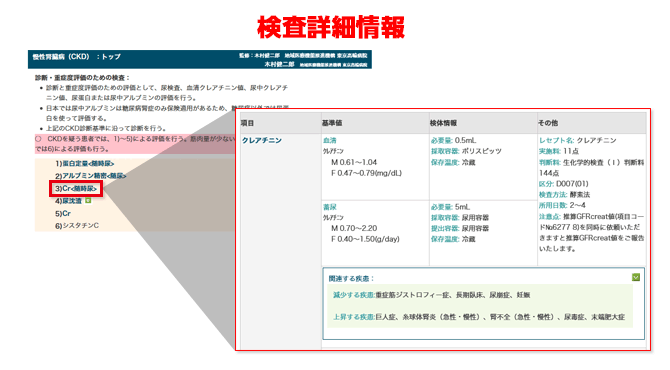 検査詳細情報
慢性腎臓病（CKD）：トップ
監修：木村健二郎 地域医療機能推進機構 東京高輪病院
木村健二郎 地域医療機能推進機構 東京高輪病院
診断・重症度評価のための検査：
• 診断と重症度評価のための評価として、尿検査、血清クレアチニン値、尿中クレアチ
ニン値、尿蛋白または尿中アルブミンの評価を行う。
• 日本では尿中アルブミンは糖尿病腎症のみ保険適用があるため、
白を使って評価する。
• 上記のCKD診断基準に沿って診断を行う。
CKDを疑う患者では、1)～5)による評価を行う。筋肉量が少ない
では6)による評価も行う。
1)蛋白定量<随時尿>
2)アルブミン精密<随尿>
3)Cr<随時尿>
4)尿沈渣
5)Cr
6)シスタチンC
項目 基準値 検体情報 その他
クレアチニン
血清
クレアチニン
M 0.61～1.04
F 0.47～0.79(mg/dL)
必要量: 0.5mL
採取容器: ポリスピッツ
保存温度: 冷蔵
レセプト名: クレアチニン
実施料: 11点
判断料: 生化学的検査（Ⅰ）判断料
144点
区分: D007(01)
検査方法: 酵素法
所用日数: 2～4
注意点: 推算GFRcreat値(項目コー
ド№6277 8)を同時に依頼いただ
きますと推算GFRcreat値をご報告
いたします。
蓄尿
クレアチニン
M 0.70～2.20
F 0.40～1.50(g/day)
必要量: 5mL
採取容器: 尿用容器
提出容器: 尿用容器
保存温度: 冷蔵
関連する疾患：
減少する疾患:重症筋ジストロフィー症、長期臥床、尿崩症、妊娠
上昇する疾患:巨人症、糸球体腎炎（急性・慢性）、腎不全（急性・慢性）、尿毒症、末端肥大症